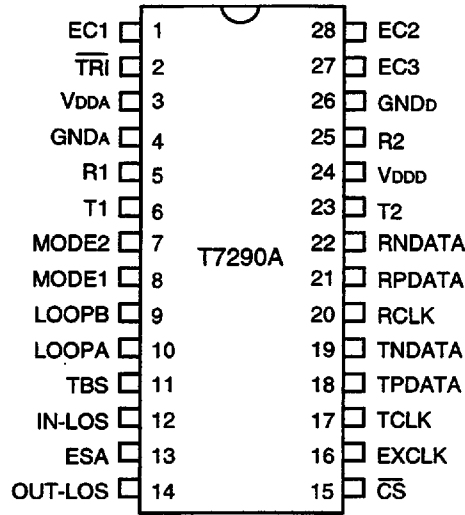 EC1 1 28 EC2
T̅R̅I̅ 2 27 EC3
VDDA 3 26 GNDD
GNDA 4 25 R2
R1 5 24 VDDD
T1 6 23 T2
MODE2 7 22 RNDATA
T7290A
MODE1 8 21 RPDATA
LOOPB 9 20 RCLK
LOOPA 10 19 TNDATA
TBS 11 18 TPDATA
IN-LOS 12 17 TCLK
ESA 13 16 EXCLK
OUT-LOS 14 15 C̅S̅